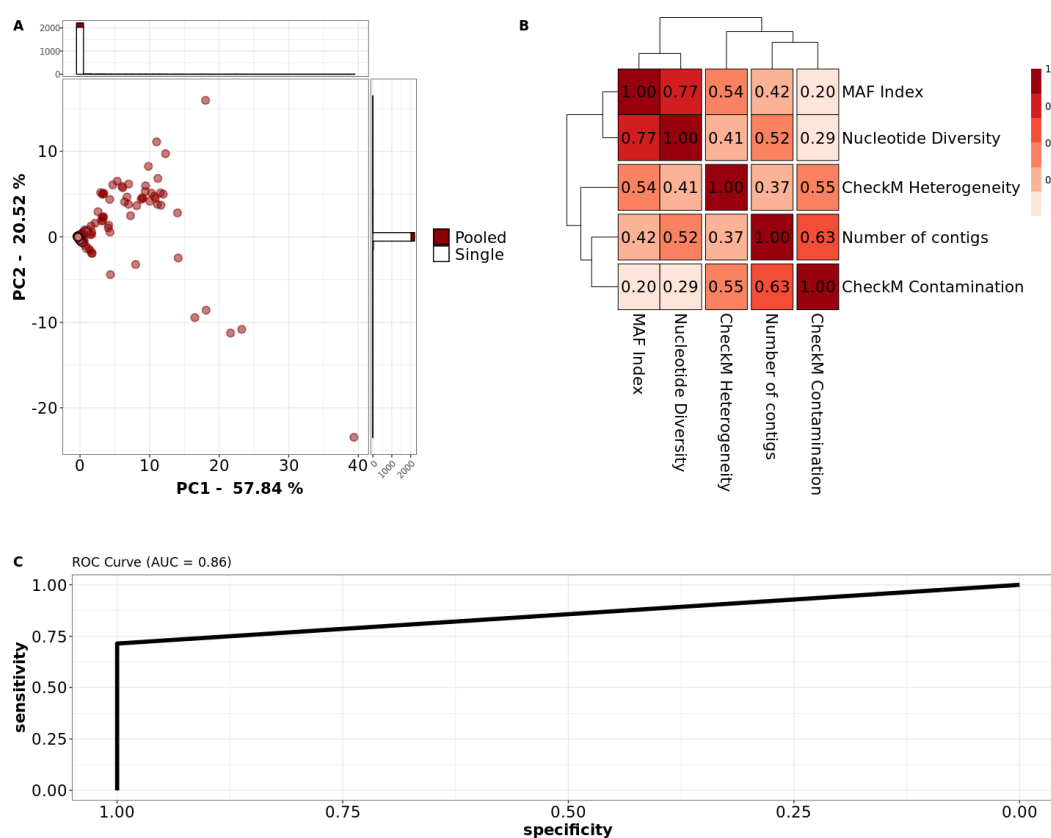 A
2000
1000
0
10
0
-10
-20
PC2 - 20.52 %
0
10
20
30
40
PC1 - 57.84 %
0
1000
2000
Pooled
Single
B
1.00 0.77 0.54 0.42 0.20 MAF Index
0.77 1.00 0.41 0.52 0.29 Nucleotide Diversity
0.54 0.41 1.00 0.37 0.55 CheckM Heterogeneity
0.42 0.52 0.37 1.00 0.63 Number of contigs
0.20 0.29 0.55 0.63 1.00 CheckM Contamination
MAF Index
Nucleotide Diversity
CheckM Heterogeneity
Number of contigs
CheckM Contamination
1
0
0
0
0
C
ROC Curve (AUC = 0.86)
1.00
0.75
0.50
0.25
0.00
sensitivity
1.00
0.75
0.50
0.25
0.00
specificity